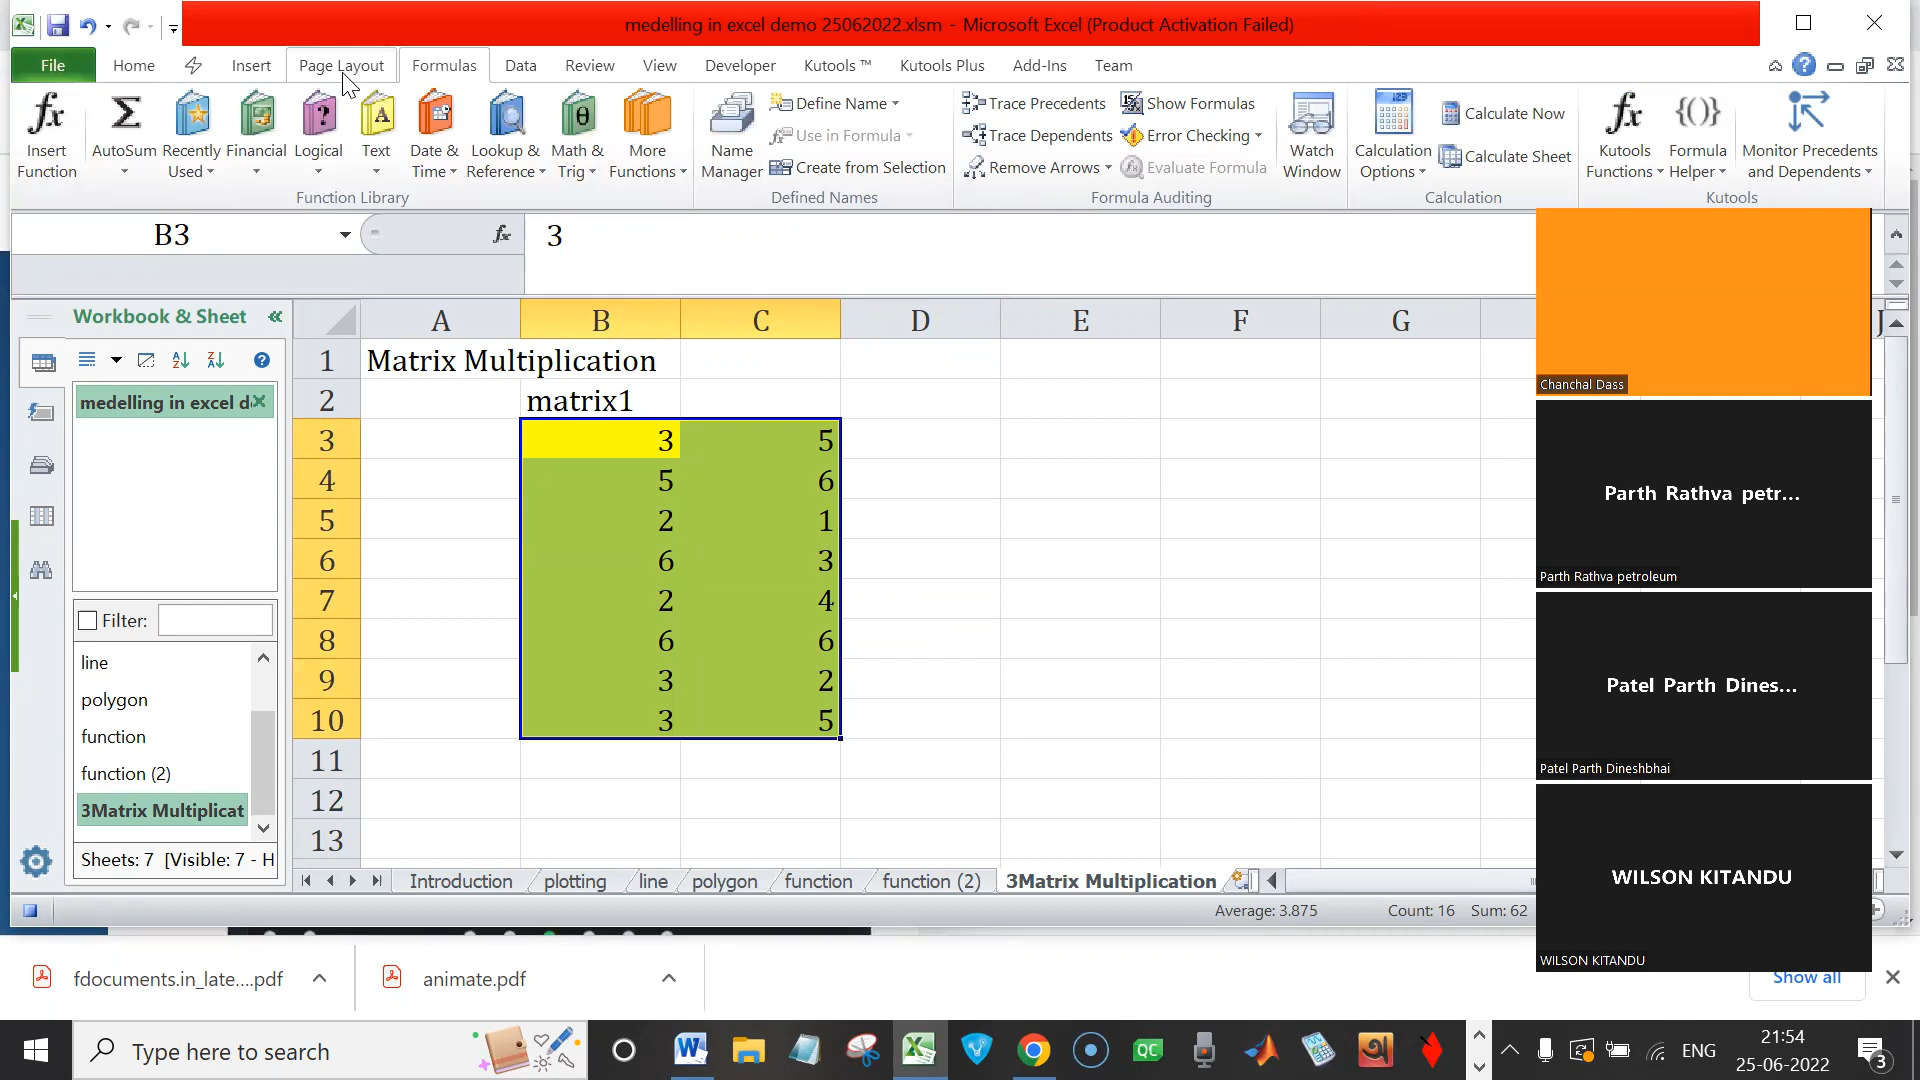 medelling in excel demo 25062022.xlsm - Microsoft Excel (Product Activation Failed)
File Home Insert Page Layout Formulas Data Review View Developer Kutools ™ Kutools Plus Add-Ins Team
Insert Function
AutoSum
Recently Used
Financial
Logical
Text
Date & Time
Lookup & Reference
Math & Trig
More Functions
Function Library
Name Manager
Define Name
Use in Formula
Create from Selection
Defined Names
Trace Precedents
Trace Dependents
Remove Arrows
Show Formulas
Error Checking
Evaluate Formula
Formula Auditing
Watch Window
Calculation Options
Calculate Now
Calculate Sheet
Calculation
Kutools Functions
Formula Helper
Monitor Precedents and Dependents
Kutools
B3
fx
3
Workbook & Sheet
medelling in excel d
Filter:
line
polygon
function
function (2)
3Matrix Multiplicat
Sheets: 7 [Visible: 7 - H
A B C D E F G
1 Matrix Multiplication
2 matrix1
3 3 5
4 5 6
5 2 1
6 6 3
7 2 4
8 6 6
9 3 2
10 3 5
11
12
13
Introduction plotting line polygon function function (2) 3Matrix Multiplication
Average: 3.875 Count: 16 Sum: 62
Chanchal Dass
Parth Rathva petr...
Parth Rathva petroleum
Patel Parth Dines...
Patel Parth Dineshbhai
WILSON KITANDU
WILSON KITANDU
fdocuments.in_late....pdf
animate.pdf
Show all
Type here to search
QC
ENG
21:54
25-06-2022
3